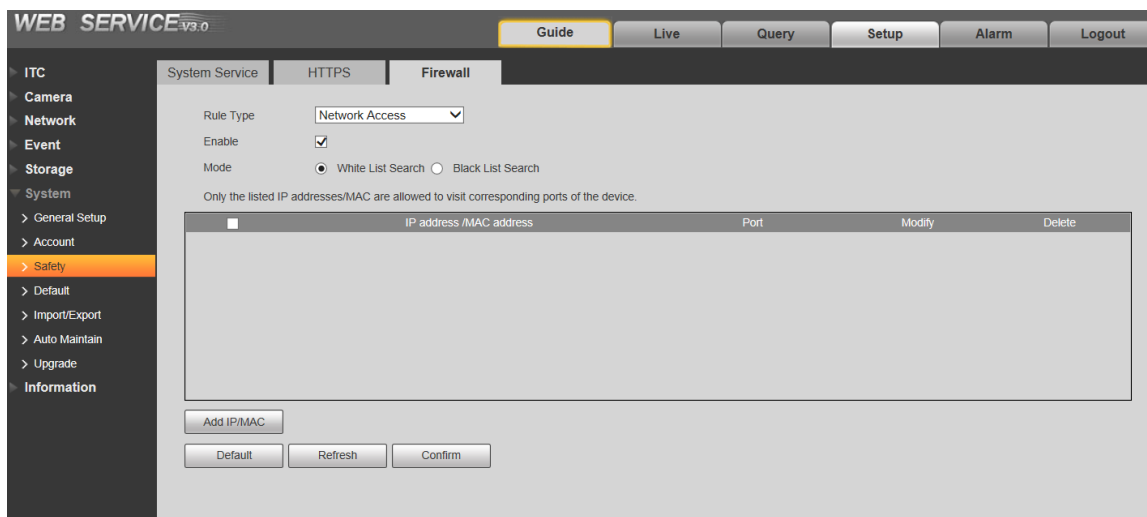 WEB SERVICE V3.0
Guide Live Query Setup Alarm Logout
ITC
Camera
Network
Event
Storage
System
> General Setup
> Account
> Safety
> Default
> Import/Export
> Auto Maintain
> Upgrade
Information
System Service HTTPS Firewall
Rule Type Network Access
Enable
Mode White List Search Black List Search
Only the listed IP addresses/MAC are allowed to visit corresponding ports of the device.
IP address /MAC address Port Modify Delete
Add IP/MAC
Default Refresh Confirm